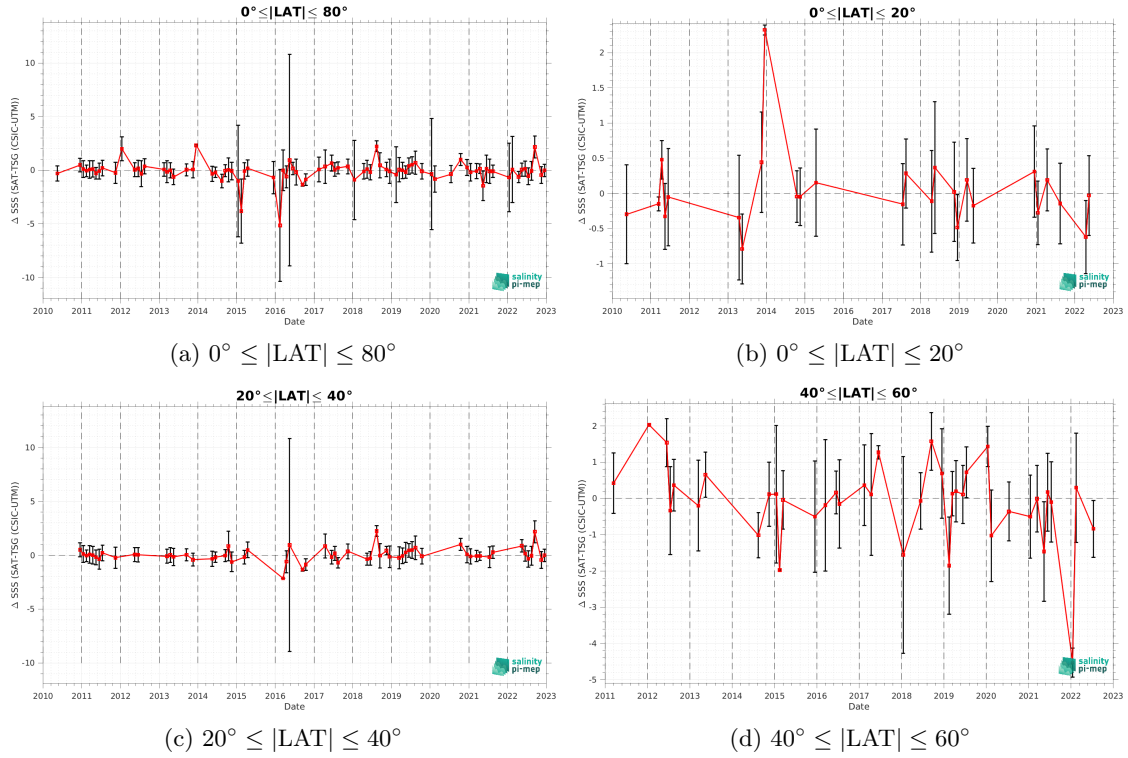 0°≤|LAT|≤ 80°
Δ SSS (SAT-TSG (CSIC-UTM))
10
5
0
-5
-10
2010 2011 2012 2013 2014 2015 2016 2017 2018 2019 2020 2021 2022 2023
Date
salinity
pi-mep
(a) 0° ≤ |LAT| ≤ 80°
0°≤|LAT|≤ 20°
Δ SSS (SAT-TSG (CSIC-UTM))
2
1.5
1
0.5
0
-0.5
-1
2010 2011 2012 2013 2014 2015 2016 2017 2018 2019 2020 2021 2022 2023
Date
salinity
pi-mep
(b) 0° ≤ |LAT| ≤ 20°
20°≤|LAT|≤ 40°
Δ SSS (SAT-TSG (CSIC-UTM))
10
5
0
-5
-10
2010 2011 2012 2013 2014 2015 2016 2017 2018 2019 2020 2021 2022 2023
Date
salinity
pi-mep
(c) 20° ≤ |LAT| ≤ 40°
40°≤|LAT|≤ 60°
Δ SSS (SAT-TSG (CSIC-UTM))
2
1
0
-1
-2
-3
-4
-5
2011 2012 2013 2014 2015 2016 2017 2018 2019 2020 2021 2022 2023
Date
salinity
pi-mep
(d) 40° ≤ |LAT| ≤ 60°